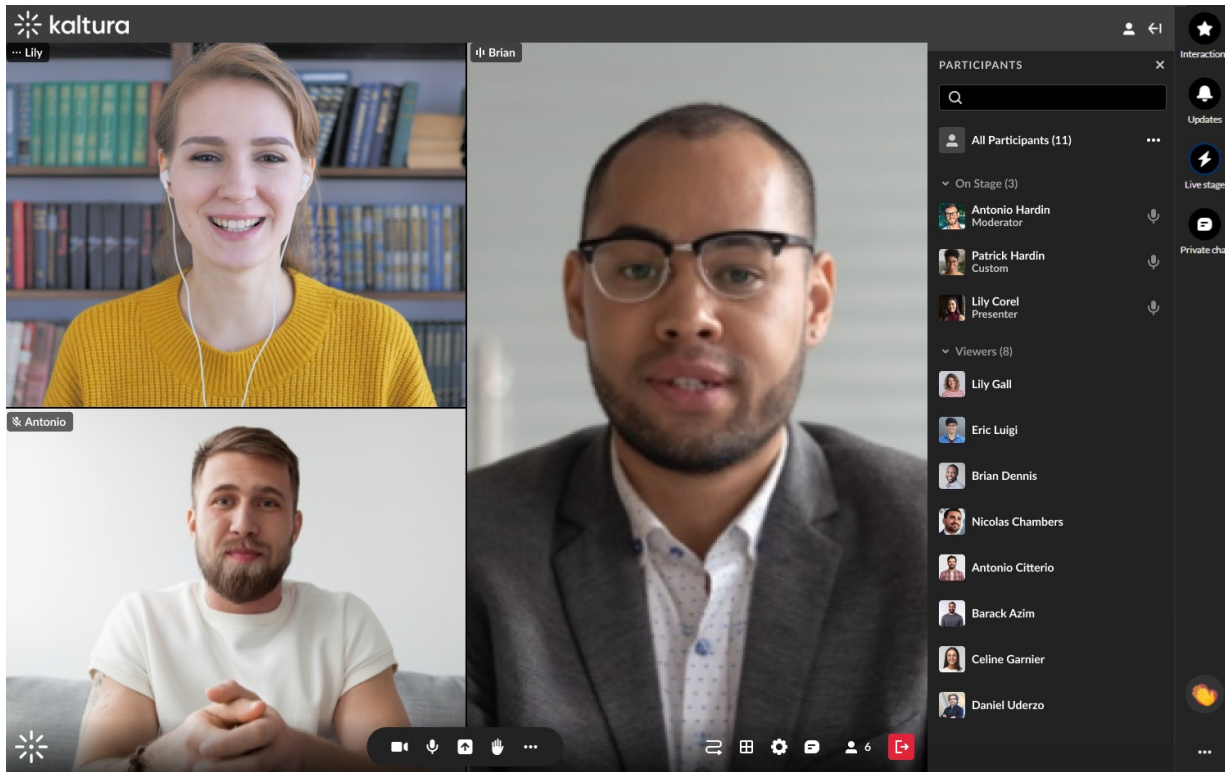 kaltura
Lily
Brian
Antonio
6
PARTICIPANTS
All Participants (11)
On Stage (3)
Antonio Hardin
Moderator
Patrick Hardin
Custom
Lily Corel
Presenter
Viewers (8)
Lily Gall
Eric Luigi
Brian Dennis
Nicolas Chambers
Antonio Citterio
Barack Azim
Celine Garnier
Daniel Uderzo
Interaction
Updates
Live stage
Private cha